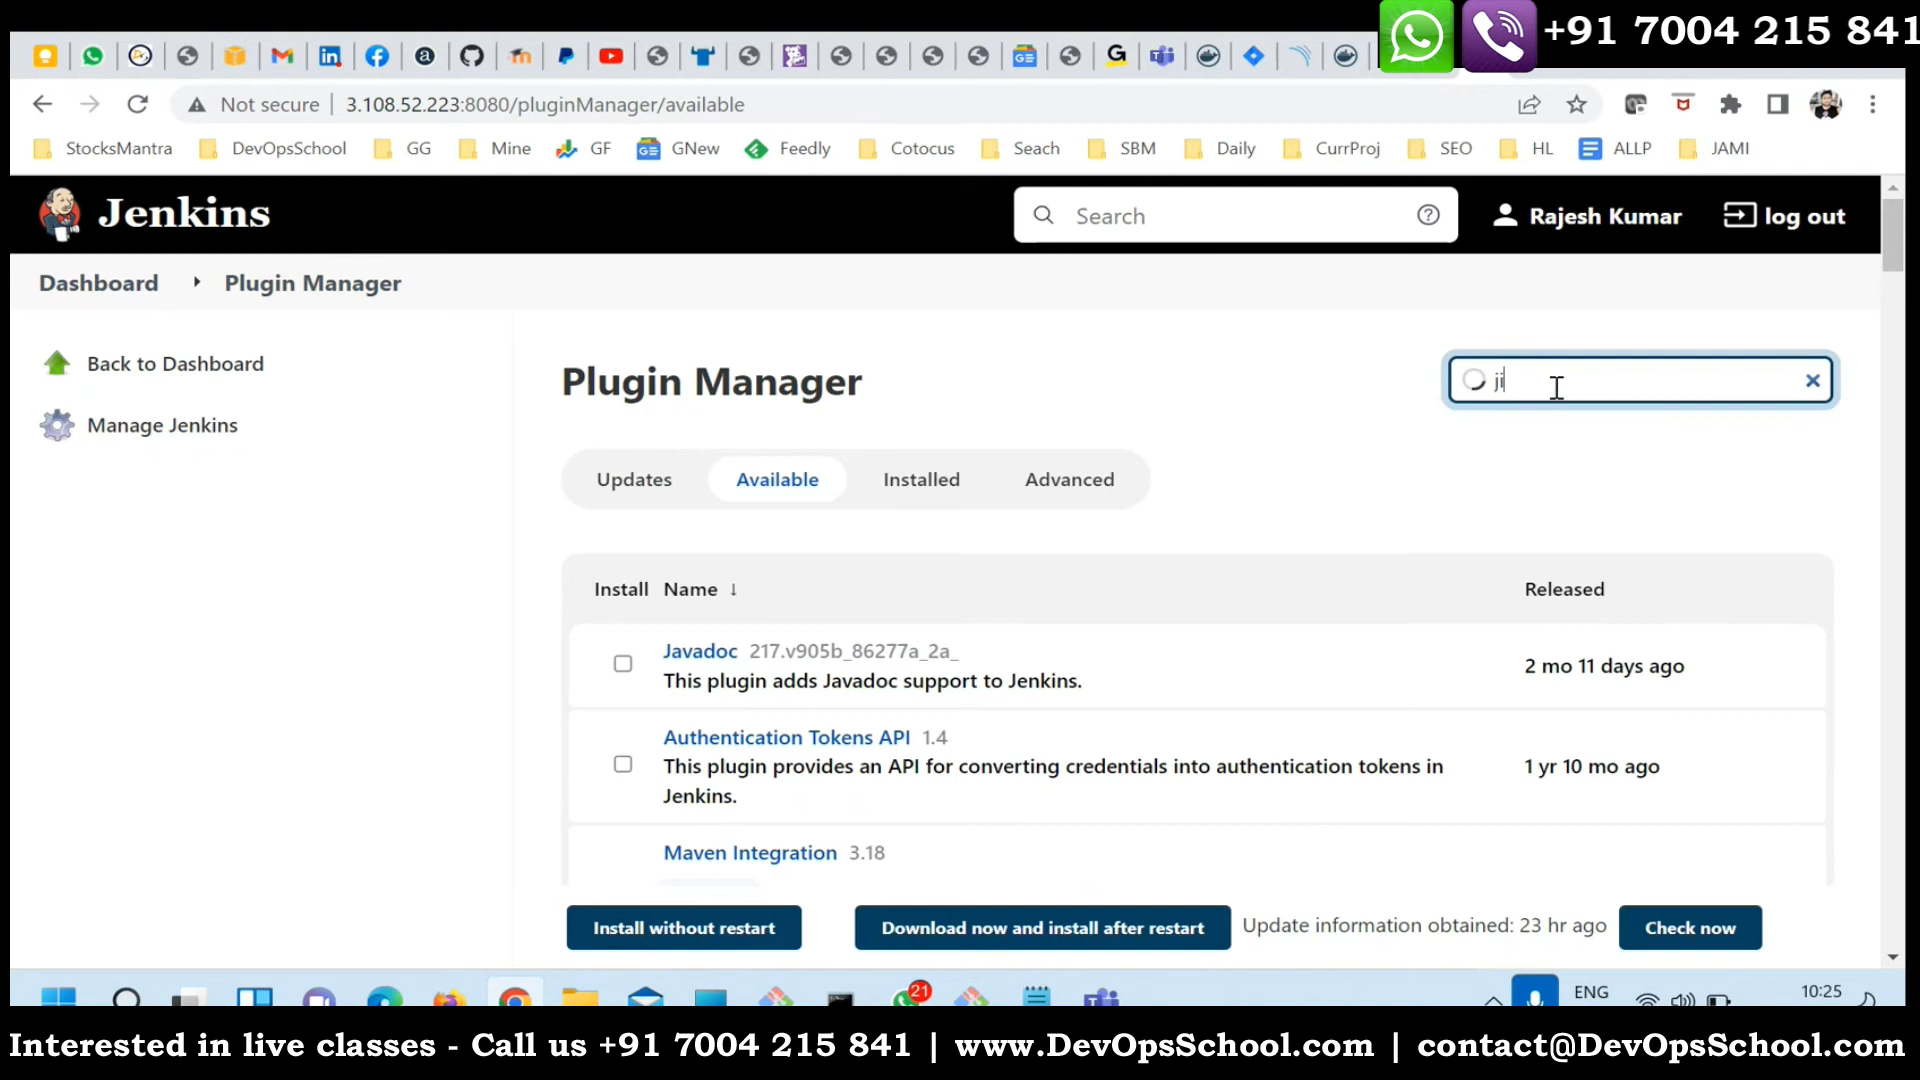 +91 7004 215 841
Not secure | 3.108.52.223:8080/pluginManager/available
StocksMantra DevOpsSchool GG Mine GF GNew Feedly Cotocus Seach SBM Daily CurrProj SEO HL ALLP JAMI
Jenkins Search Rajesh Kumar log out
Dashboard Plugin Manager
Back to Dashboard
Manage Jenkins
Plugin Manager
ji
Updates Available Installed Advanced
Install Name ↓ Released
Javadoc 217.v905b_86277a_2a_
This plugin adds Javadoc support to Jenkins.
2 mo 11 days ago
Authentication Tokens API 1.4
This plugin provides an API for converting credentials into authentication tokens in
Jenkins.
1 yr 10 mo ago
Maven Integration 3.18
Install without restart Download now and install after restart Update information obtained: 23 hr ago Check now
21
ENG
10:25
Interested in live classes - Call us +91 7004 215 841 | www.DevOpsSchool.com | contact@DevOpsSchool.com